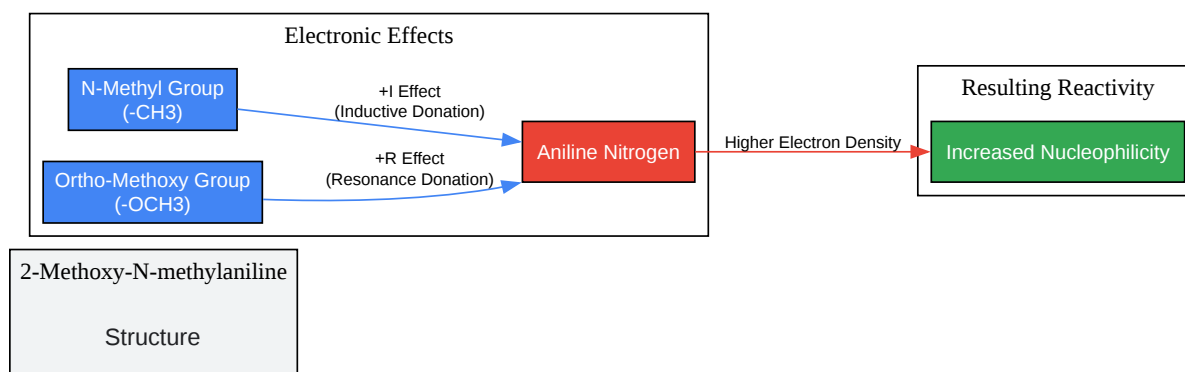 Electronic Effects
N-Methyl Group
(-CH3)
+I Effect
(Inductive Donation)
Ortho-Methoxy Group
(-OCH3)
+R Effect
(Resonance Donation)
Aniline Nitrogen
Higher Electron Density
Resulting Reactivity
Increased Nucleophilicity
2-Methoxy-N-methylaniline
Structure